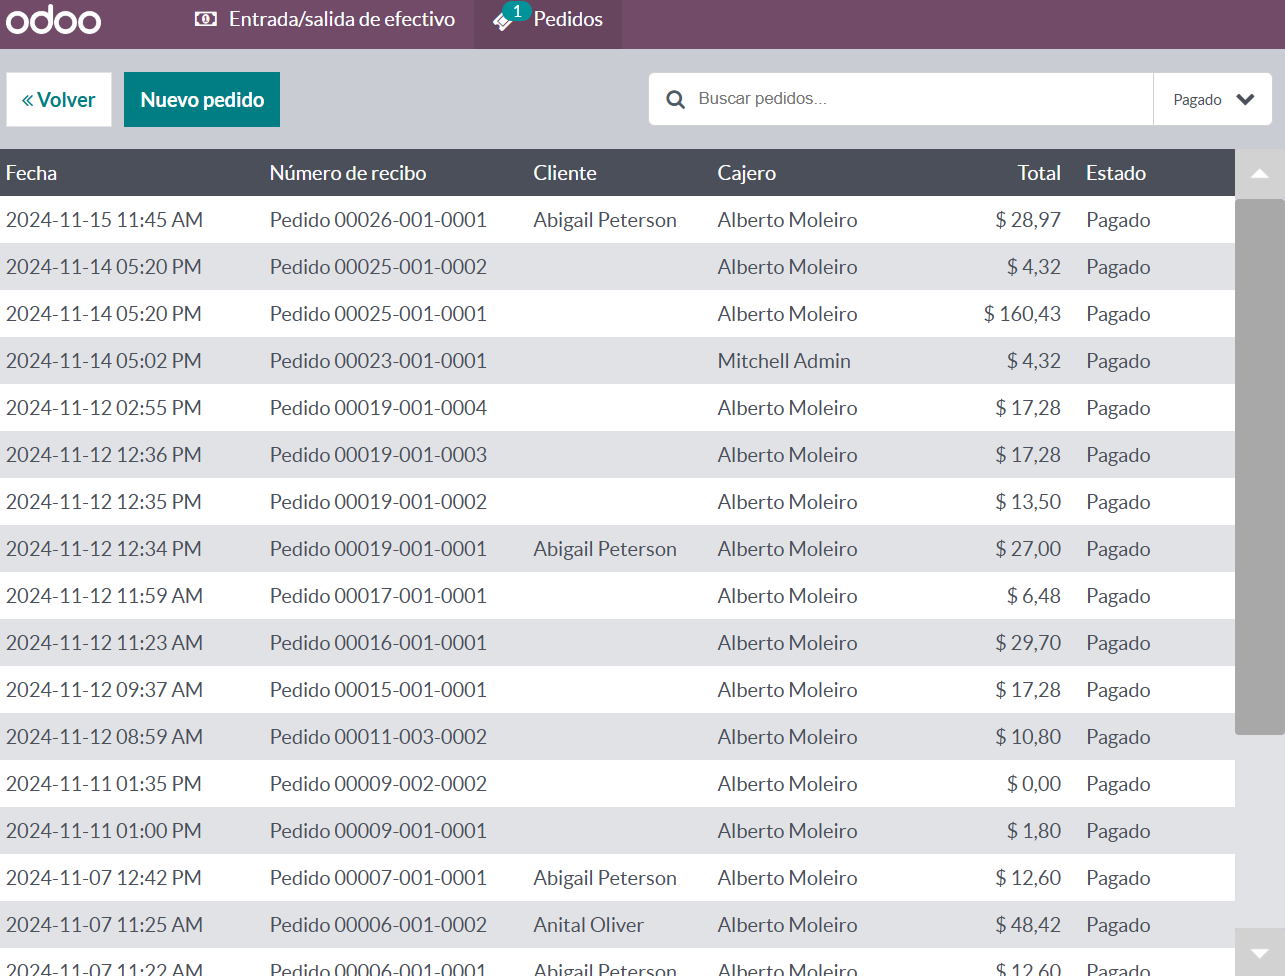 odoo Entrada/salida de efectivo 1 Pedidos
« Volver Nuevo pedido Buscar pedidos... Pagado
Fecha Número de recibo Cliente Cajero Total Estado
2024-11-15 11:45 AM Pedido 00026-001-0001 Abigail Peterson Alberto Moleiro $ 28,97 Pagado
2024-11-14 05:20 PM Pedido 00025-001-0002 Alberto Moleiro $ 4,32 Pagado
2024-11-14 05:20 PM Pedido 00025-001-0001 Alberto Moleiro $ 160,43 Pagado
2024-11-14 05:02 PM Pedido 00023-001-0001 Mitchell Admin $ 4,32 Pagado
2024-11-12 02:55 PM Pedido 00019-001-0004 Alberto Moleiro $ 17,28 Pagado
2024-11-12 12:36 PM Pedido 00019-001-0003 Alberto Moleiro $ 17,28 Pagado
2024-11-12 12:35 PM Pedido 00019-001-0002 Alberto Moleiro $ 13,50 Pagado
2024-11-12 12:34 PM Pedido 00019-001-0001 Abigail Peterson Alberto Moleiro $ 27,00 Pagado
2024-11-12 11:59 AM Pedido 00017-001-0001 Alberto Moleiro $ 6,48 Pagado
2024-11-12 11:23 AM Pedido 00016-001-0001 Alberto Moleiro $ 29,70 Pagado
2024-11-12 09:37 AM Pedido 00015-001-0001 Alberto Moleiro $ 17,28 Pagado
2024-11-12 08:59 AM Pedido 00011-003-0002 Alberto Moleiro $ 10,80 Pagado
2024-11-11 01:35 PM Pedido 00009-002-0002 Alberto Moleiro $ 0,00 Pagado
2024-11-11 01:00 PM Pedido 00009-001-0001 Alberto Moleiro $ 1,80 Pagado
2024-11-07 12:42 PM Pedido 00007-001-0001 Abigail Peterson Alberto Moleiro $ 12,60 Pagado
2024-11-07 11:25 AM Pedido 00006-001-0002 Anital Oliver Alberto Moleiro $ 48,42 Pagado
2024-11-07 11:22 AM Pedido 00006-001-0001 Abigail Peterson Alberto Moleiro $ 12,60 Pagado